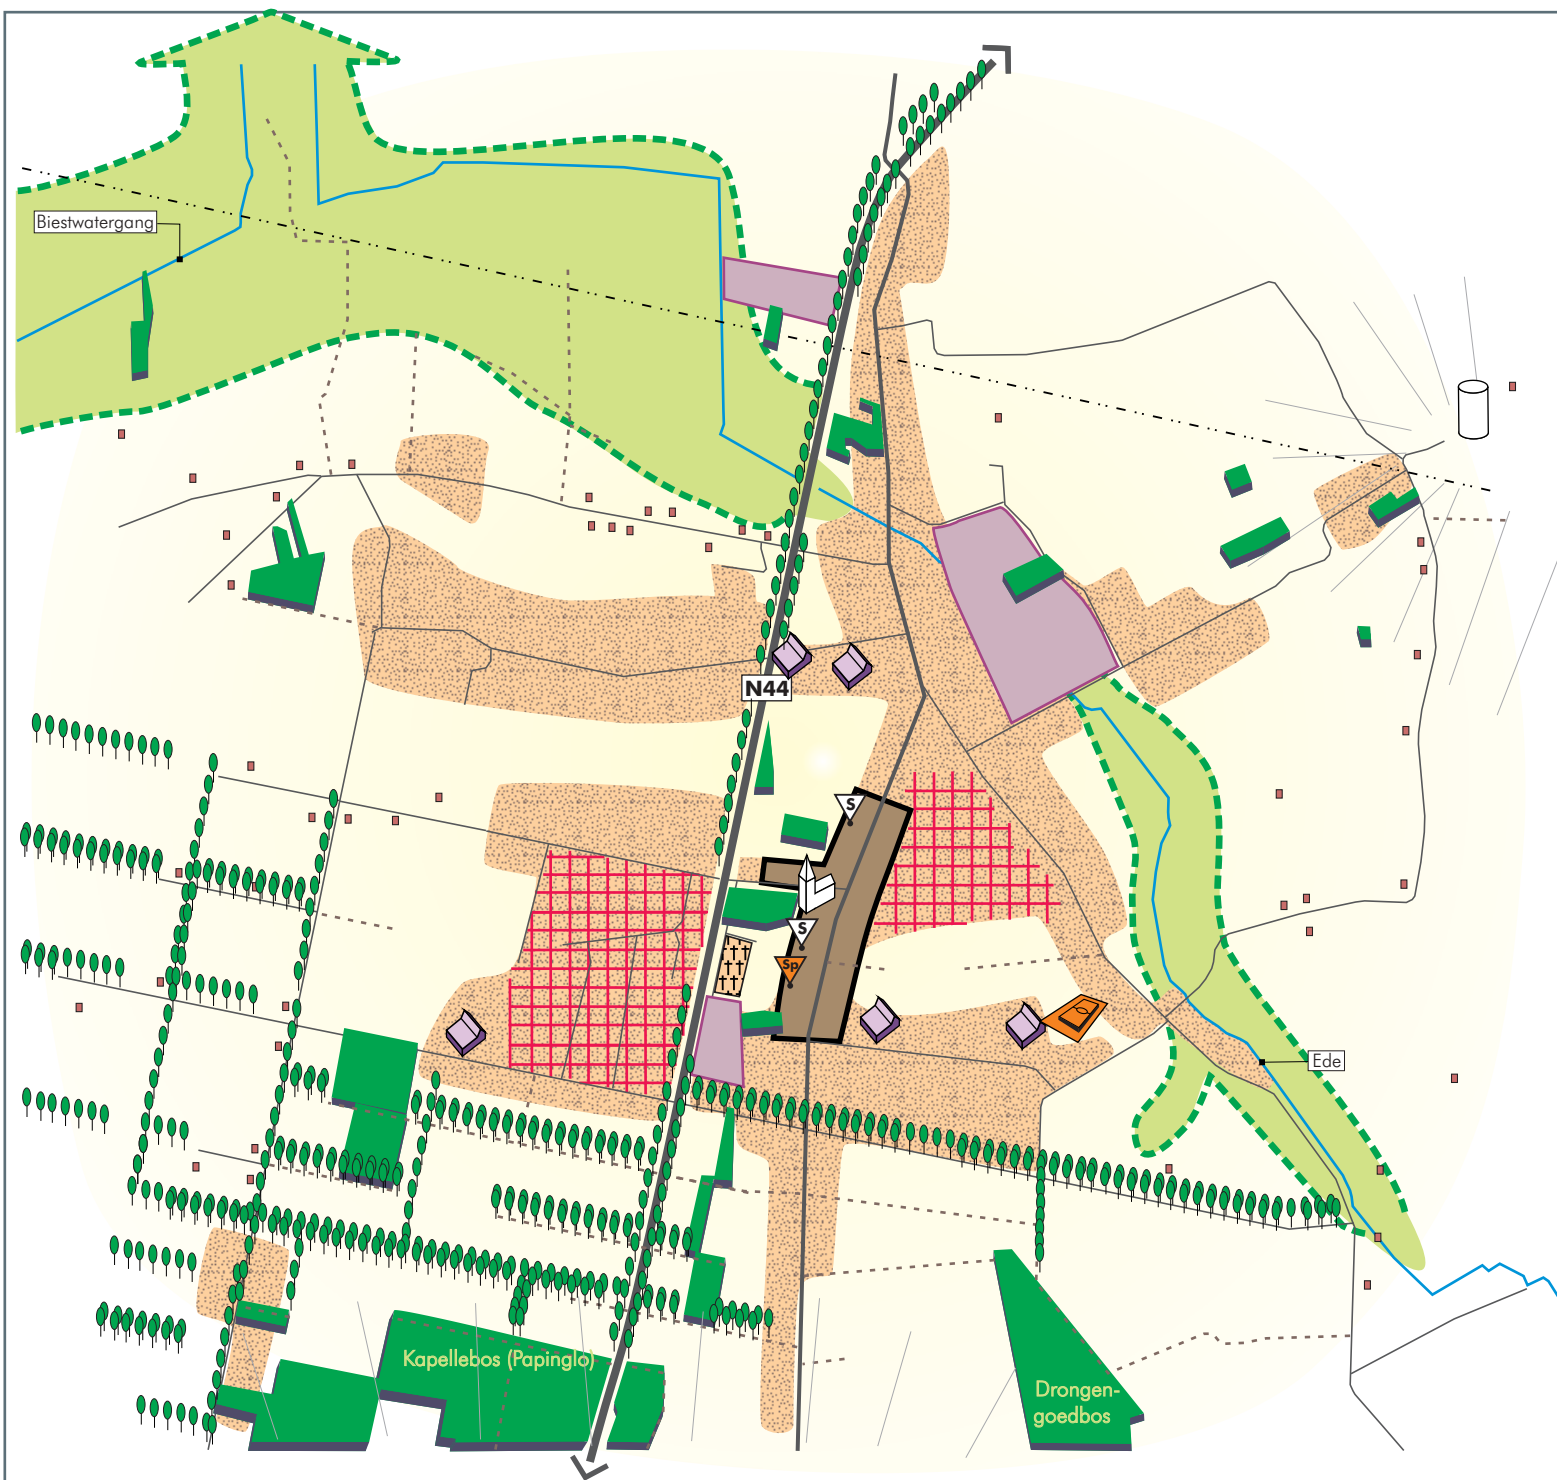 Biestwatergang
N44
S
S
Sp
Ede
Kapellebos (Papinglo)
Drongen-
goedbos